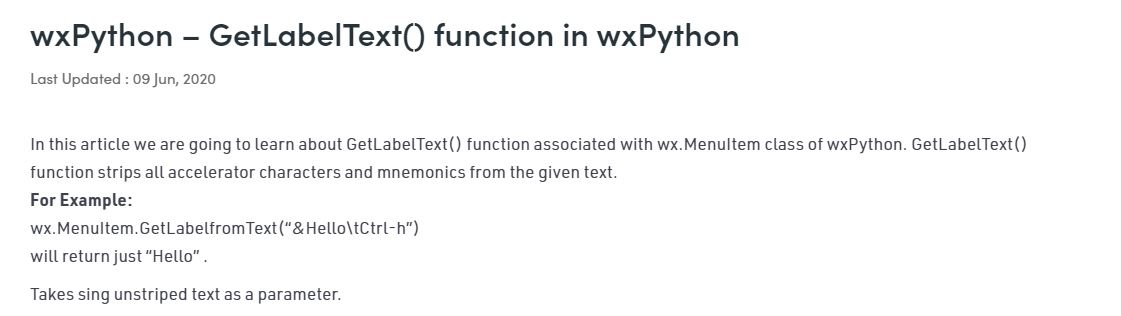 wxPython – GetLabelText() function in wxPython
Last Updated : 09 Jun, 2020
In this article we are going to learn about GetLabelText() function associated with wx.MenuItem class of wxPython. GetLabelText()
function strips all accelerator characters and mnemonics from the given text.
For Example:
wx.MenuItem.GetLabelfromText(“&Hello\tCtrl-h”)
will return just “Hello” .
Takes sing unstriped text as a parameter.